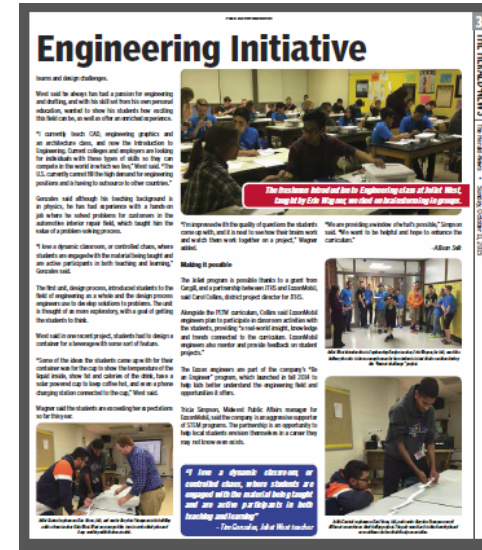 Engineering Initiative
teams and design challenges.
West said he always has had a passion for engineering
and drafting, and with his skill set from his own personal
education, wanted to show his students how exciting
this field can be, as well as offer an enriched experience.
"I currently teach CAD, engineering graphics and
an architecture class, and now the Introduction to
Engineering. Current colleges and employers are looking
for individuals with these types of skills so they can
compete in the world in which we live," West said. "The
U.S. currently cannot fill the high demand for engineering
positions and is having to outsource to other countries."
Gonzales said although his teaching background is
in physics, he has had experience with a hands-on
job where he solved problems for customers in the
automotive interior repair field, which taught him the
value of a problem-solving process.
"I love a dynamic classroom, or controlled chaos, where
students are engaged with the material being taught and
are active participants in both teaching and learning,"
Gonzales said.
The first unit, design process, introduced students to the
field of engineering as a whole and the design process
engineers use to develop solutions to problems. The unit
is thought of as more exploratory, with a goal of getting
the students to think.
West said in one recent project, students had to design a
container for a beverage with some sort of feature.
"Some of the ideas the students came up with for their
container was for the cup to show the temperature of the
liquid inside, show fat and calories of the drink, have a
solar powered cup to keep coffee hot, and even a phone
charging station connected to the cup," West said.
Wagner said the students are exceeding her expectations
so far this year.
The freshman Introduction to Engineering class at Joliet West,
taught by Eric Wagner, worked on brainstorming in groups.
"I'm impressed with the quality of questions the students
come up with, and it is neat to see how their brains work
and watch them work together on a project," Wagner
added.
Making it possible
The Joliet program is possible thanks to a grant from
Cargill, and a partnership between JTHS and ExxonMobil,
said Carol Collins, district project director for JTHS.
Alongside the PLTW curriculum, Collins said ExxonMobil
engineers plan to participate in classroom activities with
the students, providing "a real-world insight, knowledge
and trends connected to the curriculum. ExxonMobil
engineers also mentor and provide feedback on student
projects."
The Exxon engineers are part of the company's "Be
an Engineer" program, which launched in fall 2014 to
help kids better understand the engineering field and
opportunities it offers.
Tricia Simpson, Midwest Public Affairs manager for
ExxonMobil, said the company is an aggressive supporter
of STEM programs. The partnership is an opportunity to
help local students envision themselves in a career they
may not know even exists.
"I love a dynamic classroom, or
controlled chaos, where students are
engaged with the material being taught
and are active participants in both
teaching and learning"
- Tim Gonzales, Joliet West teacher
"We are providing a window of what's possible," Simpson
said. "We want to be helpful and hope to enhance the
curriculum."
-Allison Selk
3